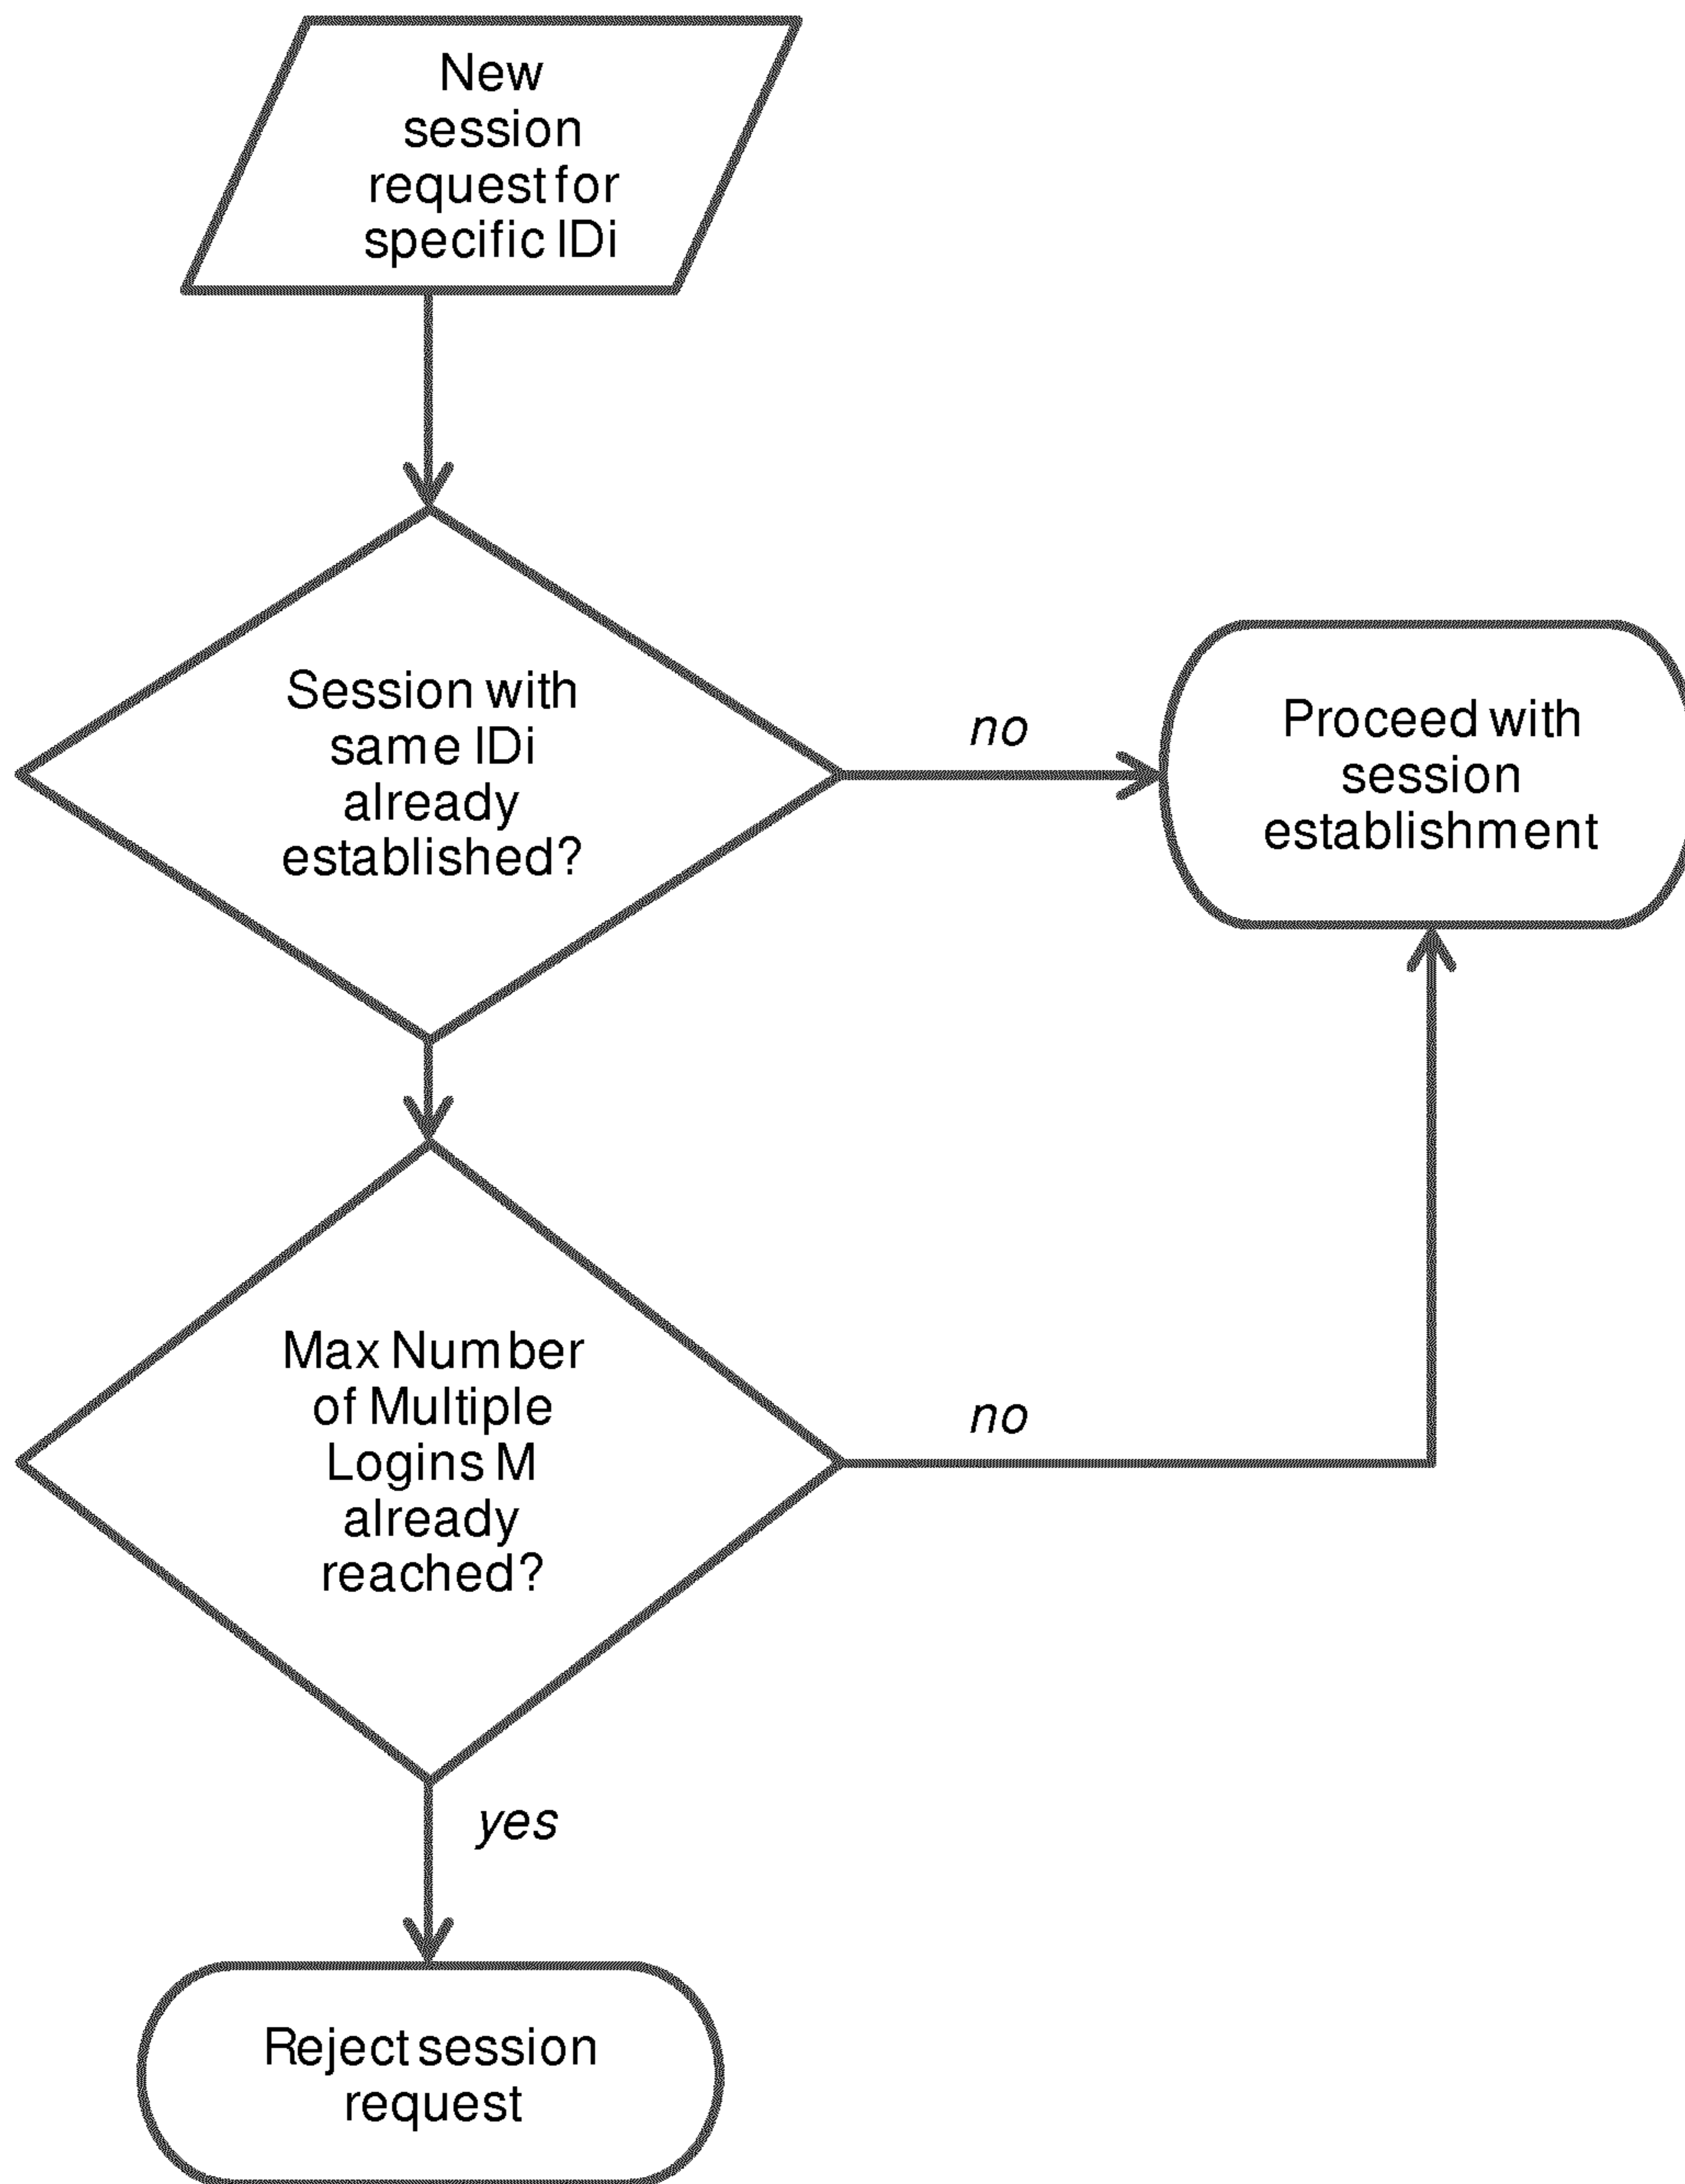 New
session
request for
specific IDi
Session with
same IDi
already
established?
no
Proceed with
session
establishment
Max Number
of Multiple
Logins M
already
reached?
no
yes
Reject session
request